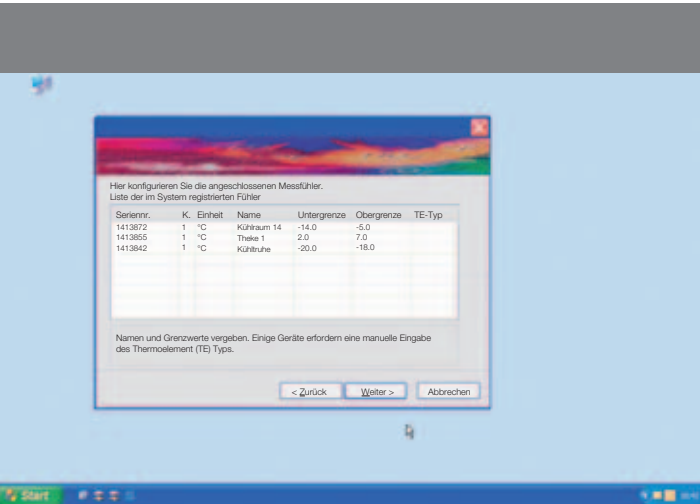 Hier konfigurieren Sie die angeschlossenen Messfühler.
Liste der im System registrierten Fühler
Seriennr. K. Einheit Name Untergrenze Obergrenze TE-Typ
1413872 1 °C Kühlraum 14 -14.0 -5.0
1413855 1 °C Theke 1 2.0 7.0
1413842 1 °C Kühltruhe -20.0 -18.0
Namen und Grenzwerte vergeben. Einige Geräte erfordern eine manuelle Eingabe
des Thermoelement (TE) Typs.
< Zurück Weiter > Abbrechen
Start